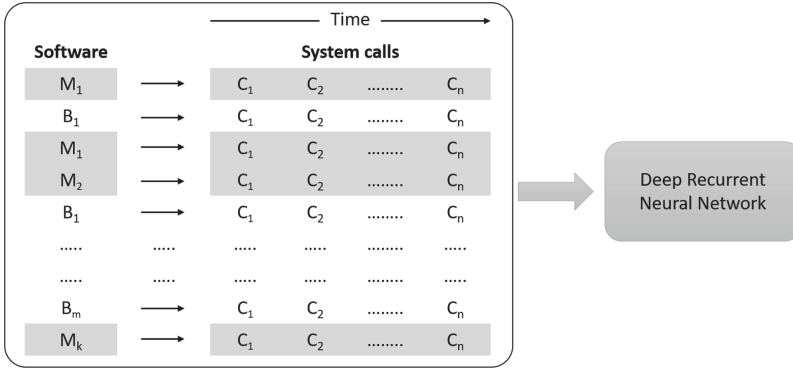 Time
Software System calls
M₁ C₁ C₂ ........ Cₙ
B₁ C₁ C₂ ........ Cₙ
M₁ C₁ C₂ ........ Cₙ
M₂ C₁ C₂ ........ Cₙ
B₁ C₁ C₂ ........ Cₙ
..... ..... ..... ..... ........ .....
..... ..... ..... ..... ........ .....
Bₘ C₁ C₂ ........ Cₙ
Mₖ C₁ C₂ ........ Cₙ
Deep Recurrent
Neural Network